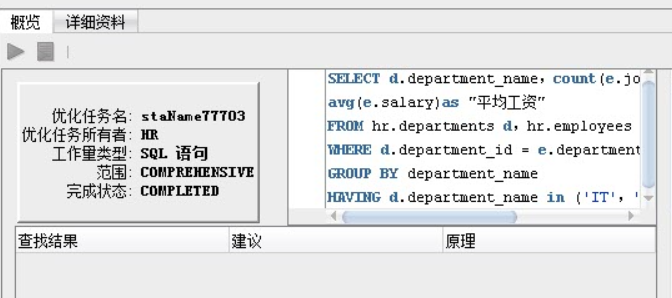 概览 详细资料
优化任务名: staName77703
优化任务所有者: HR
工作量类型: SQL 语句
范围: COMPREHENSIVE
完成状态: COMPLETED
SELECT d.department_name, count(e.jo
avg(e.salary)as "平均工资"
FROM hr.departments d, hr.employees
WHERE d.department_id = e.department
GROUP BY department_name
HAVING d.department_name in ('IT', '
查找结果 建议 原理